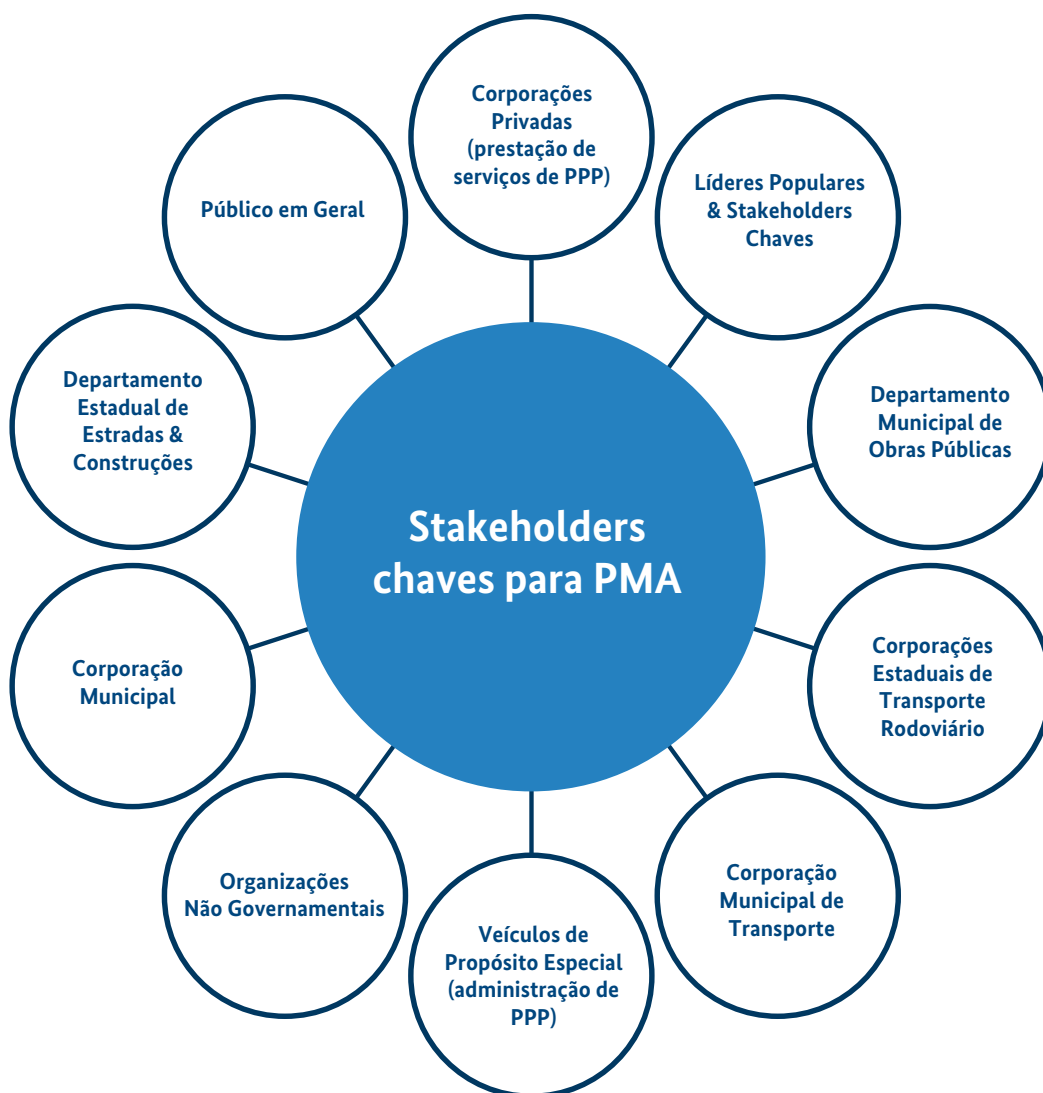 Corporações
Privadas
(prestação de
serviços de PPP)
Líderes Populares
& Stakeholders
Chaves
Departamento
Municipal de
Obras Públicas
Corporações
Estaduais de
Transporte
Rodoviário
Corporação
Municipal de
Transporte
Veículos de
Propósito Especial
(administração de
PPP)
Organizações
Não Governamentais
Corporação
Municipal
Departamento
Estadual de
Estradas &
Construções
Público em Geral
Stakeholders
chaves para PMA